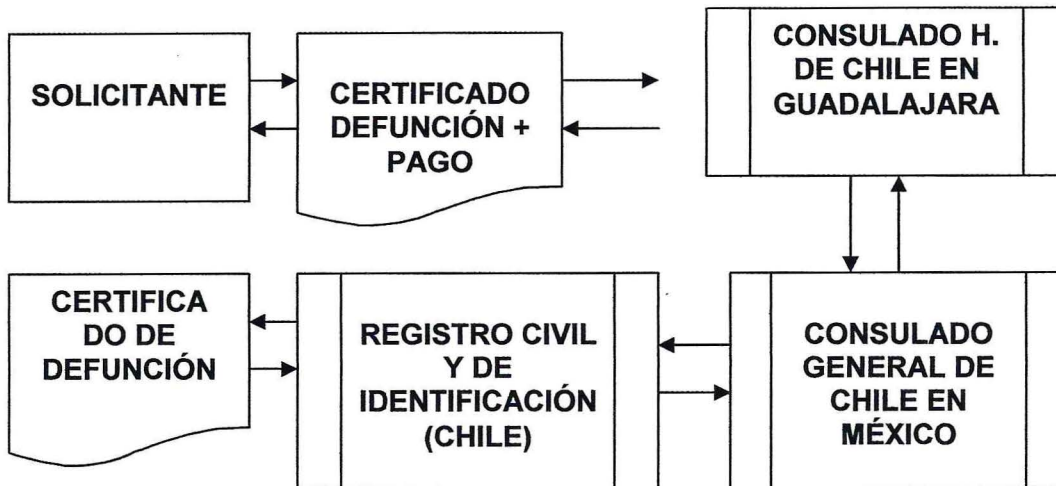 SOLICITANTE
CERTIFICADO
DEFUNCIÓN +
PAGO
CONSULADO H.
DE CHILE EN
GUADALAJARA
CERTIFICA
DO DE
DEFUNCIÓN
REGISTRO CIVIL
Y DE
IDENTIFICACIÓN
(CHILE)
CONSULADO
GENERAL DE
CHILE EN
MÉXICO